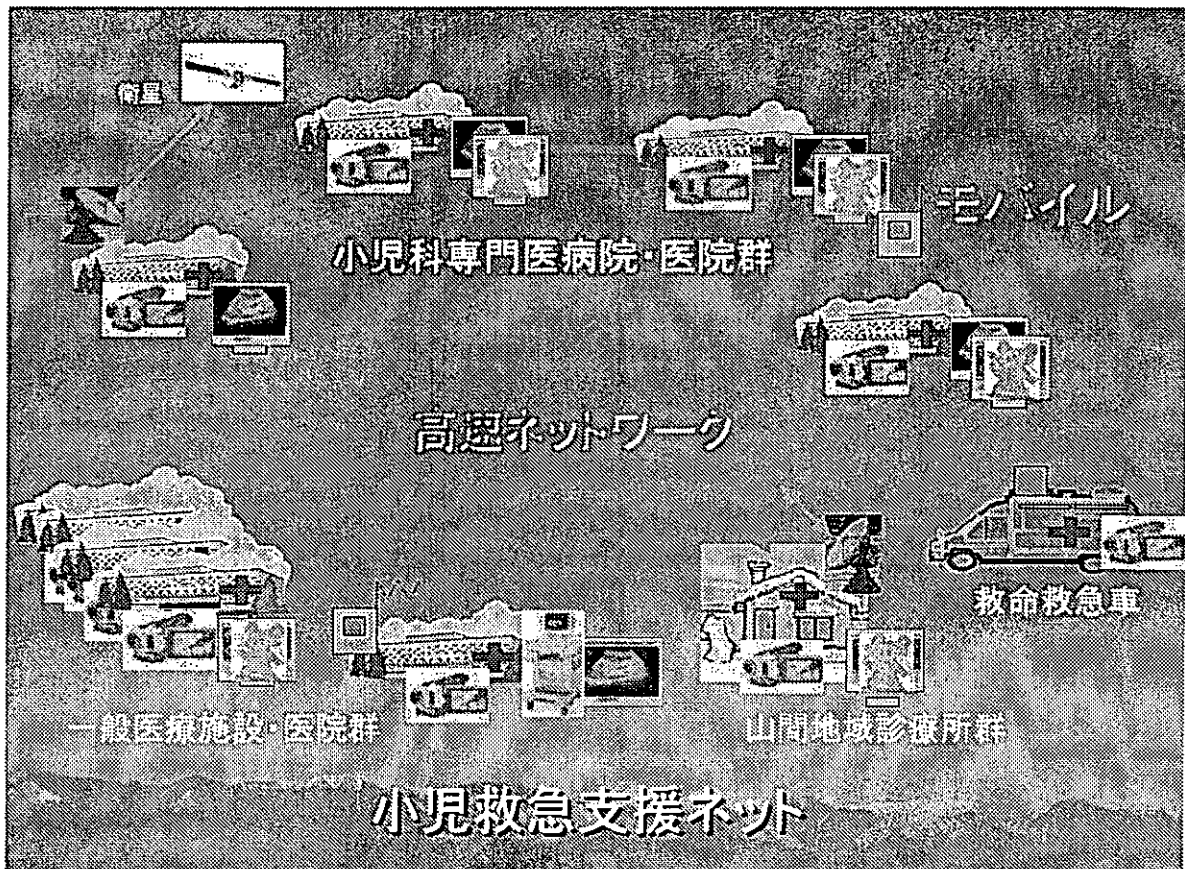 衛星
モバイル
小児科専門医病院・医院群
高速ネットワーク
救命救急車
一般医療施設・医院群
山間地域診療所群
小児救急支援ネット